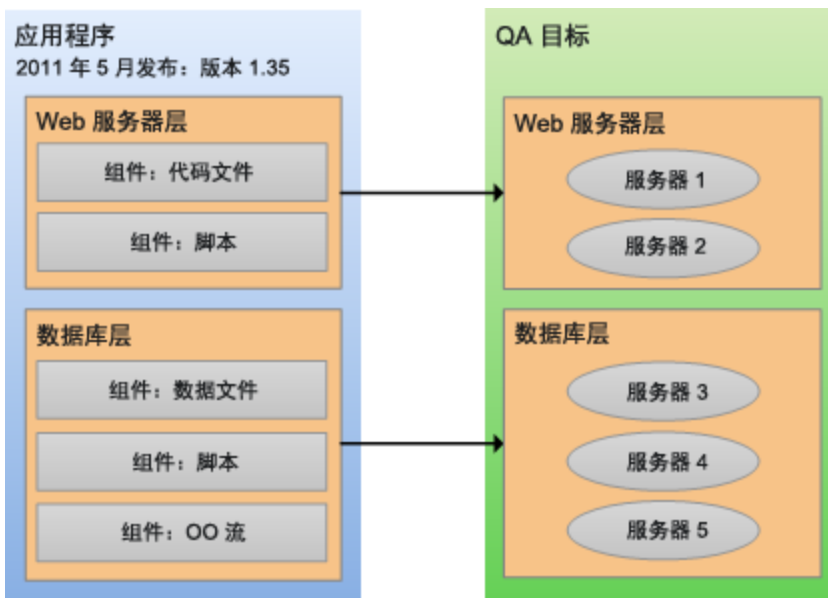 应用程序
2011 年 5 月发布：版本 1.35
Web 服务器层
组件：代码文件
组件：脚本
数据库层
组件：数据文件
组件：脚本
组件：OO 流
QA 目标
Web 服务器层
服务器 1
服务器 2
数据库层
服务器 3
服务器 4
服务器 5